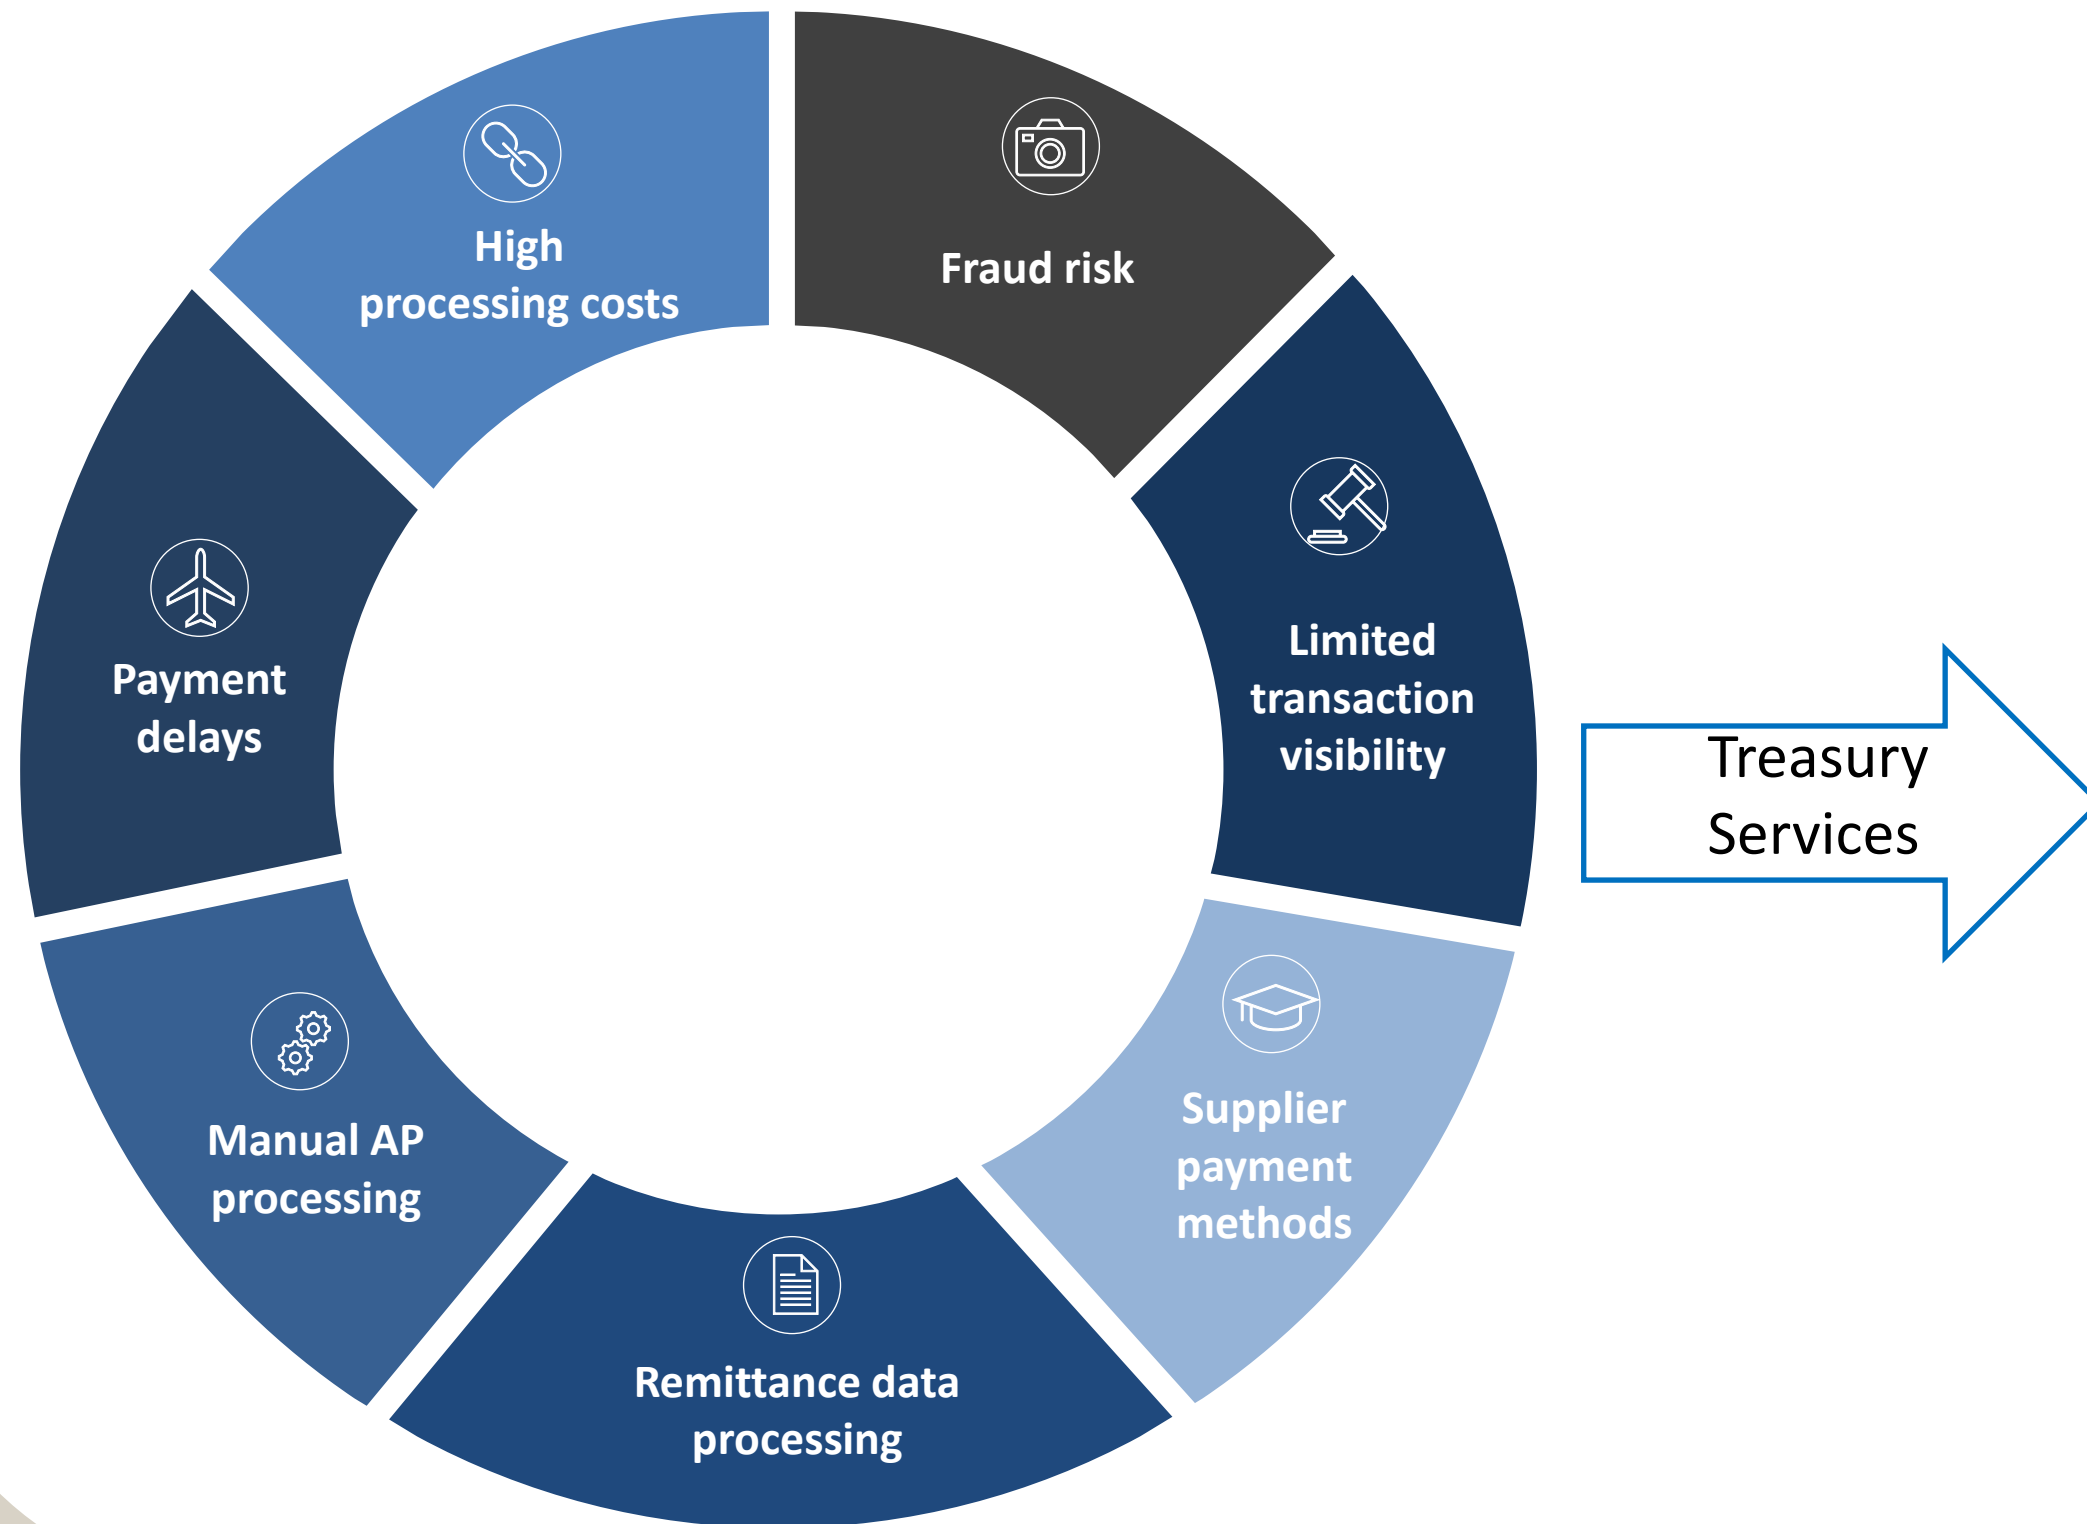 High
processing costs
Fraud risk
Limited
transaction
visibility
Supplier
payment
methods
Remittance data
processing
Manual AP
processing
Payment
delays
Treasury
Services